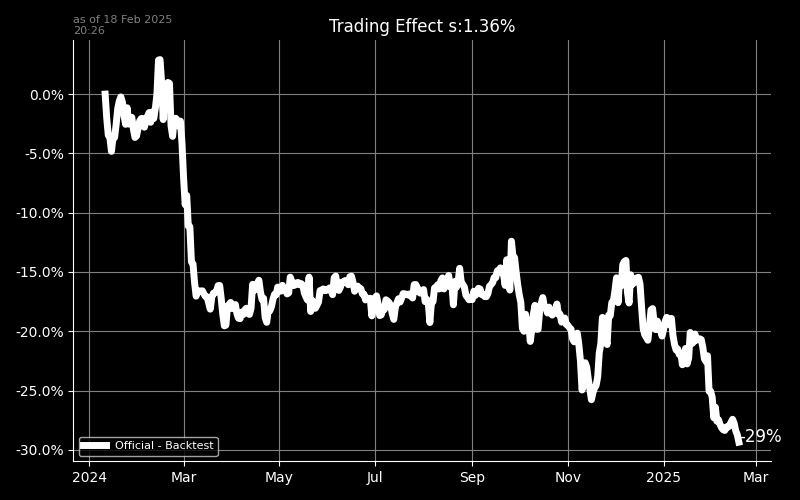 as of 18 Feb 2025
20:26
Trading Effect s:1.36%
0.0%
-5.0%
-10.0%
-15.0%
-20.0%
-25.0%
-30.0%
-29%
Official - Backtest
2024 Mar May Jul Sep Nov 2025 Mar